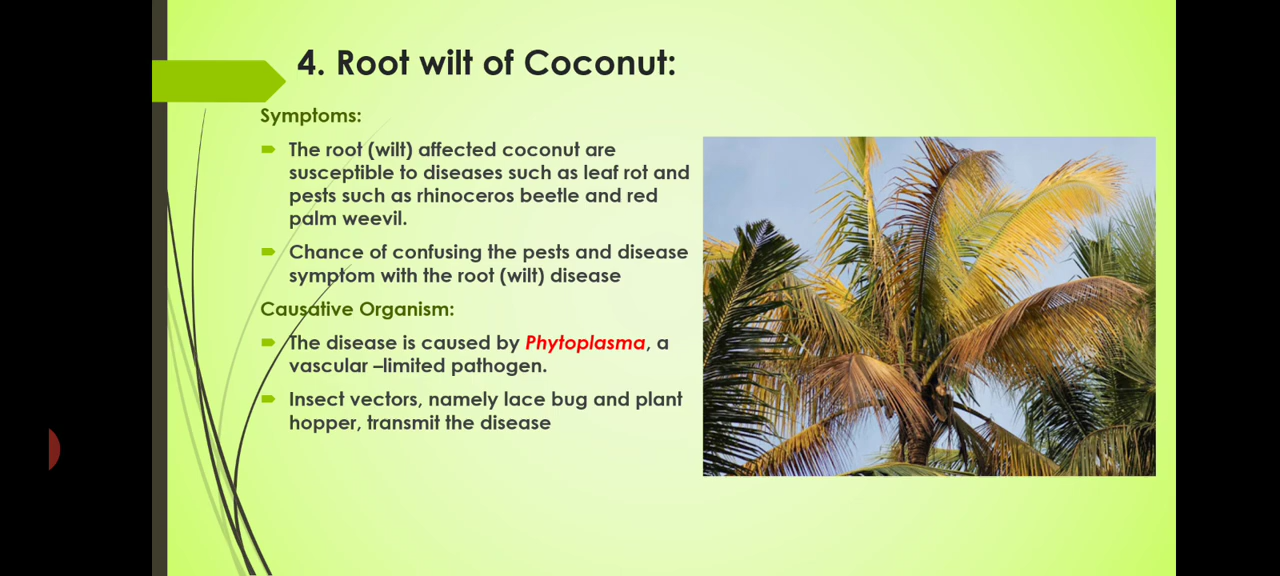 4. Root wilt of Coconut:
Symptoms:
The root (wilt) affected coconut are
susceptible to diseases such as leaf rot and
pests such as rhinoceros beetle and red
palm weevil.
Chance of confusing the pests and disease
symptom with the root (wilt) disease
Causative Organism:
The disease is caused by Phytoplasma, a
vascular –limited pathogen.
Insect vectors, namely lace bug and plant
hopper, transmit the disease